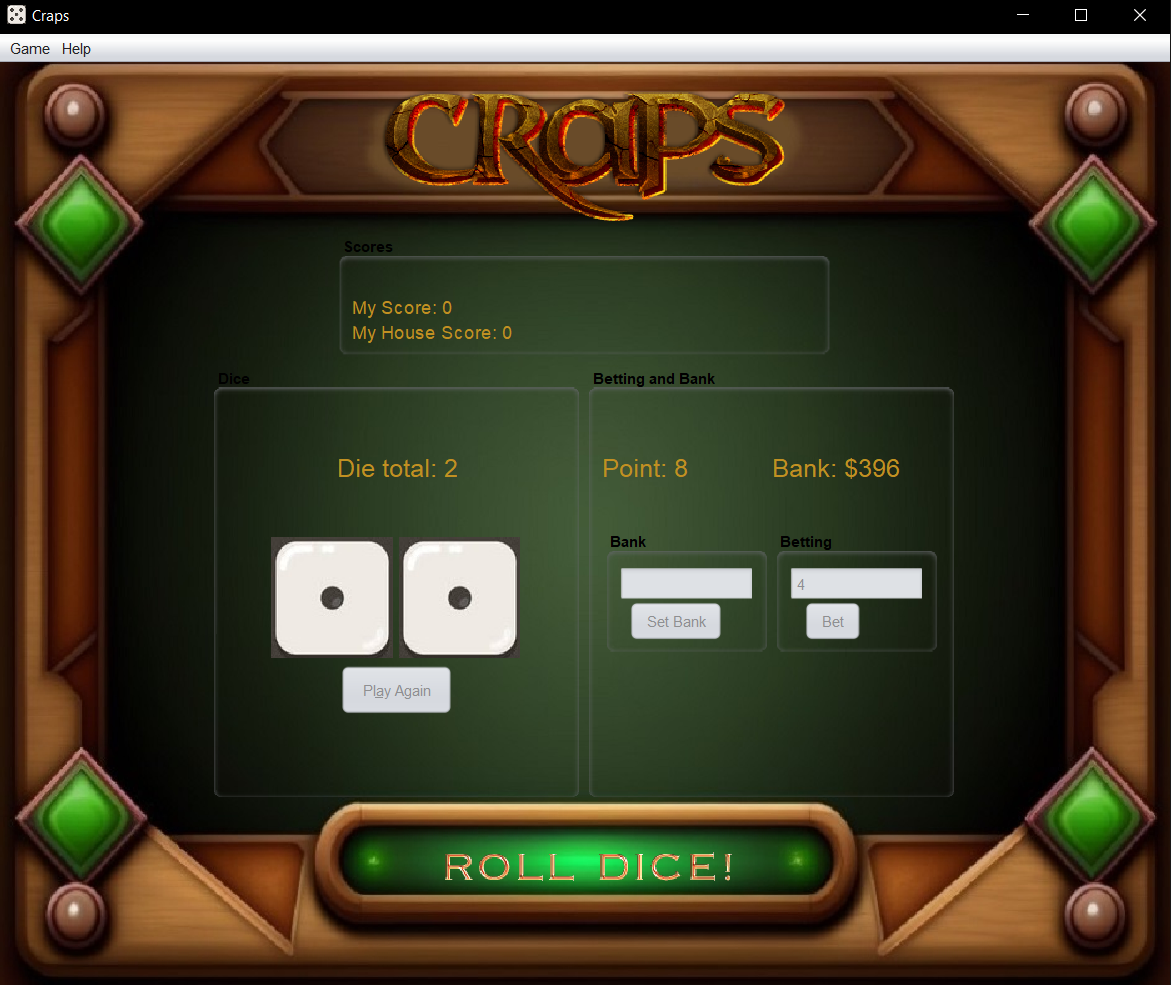 Craps
Game Help
CRAPS
Scores
My Score: 0
My House Score: 0
Dice
Betting and Bank
Die total: 2
Point: 8
Bank: $396
Bank
Betting
4
Set Bank
Bet
Play Again
ROLL DICE!